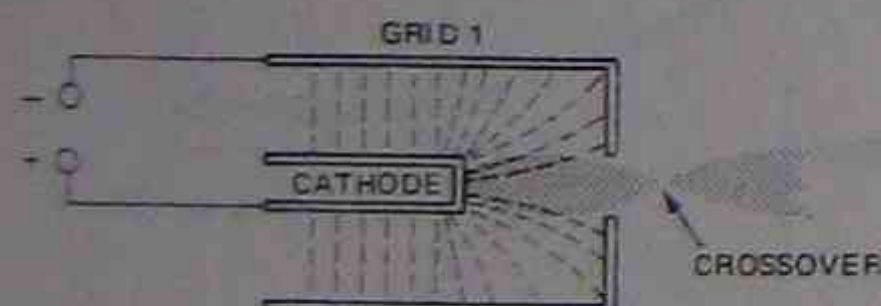 GRID 1
-
+
CATHODE
CROSSOVER